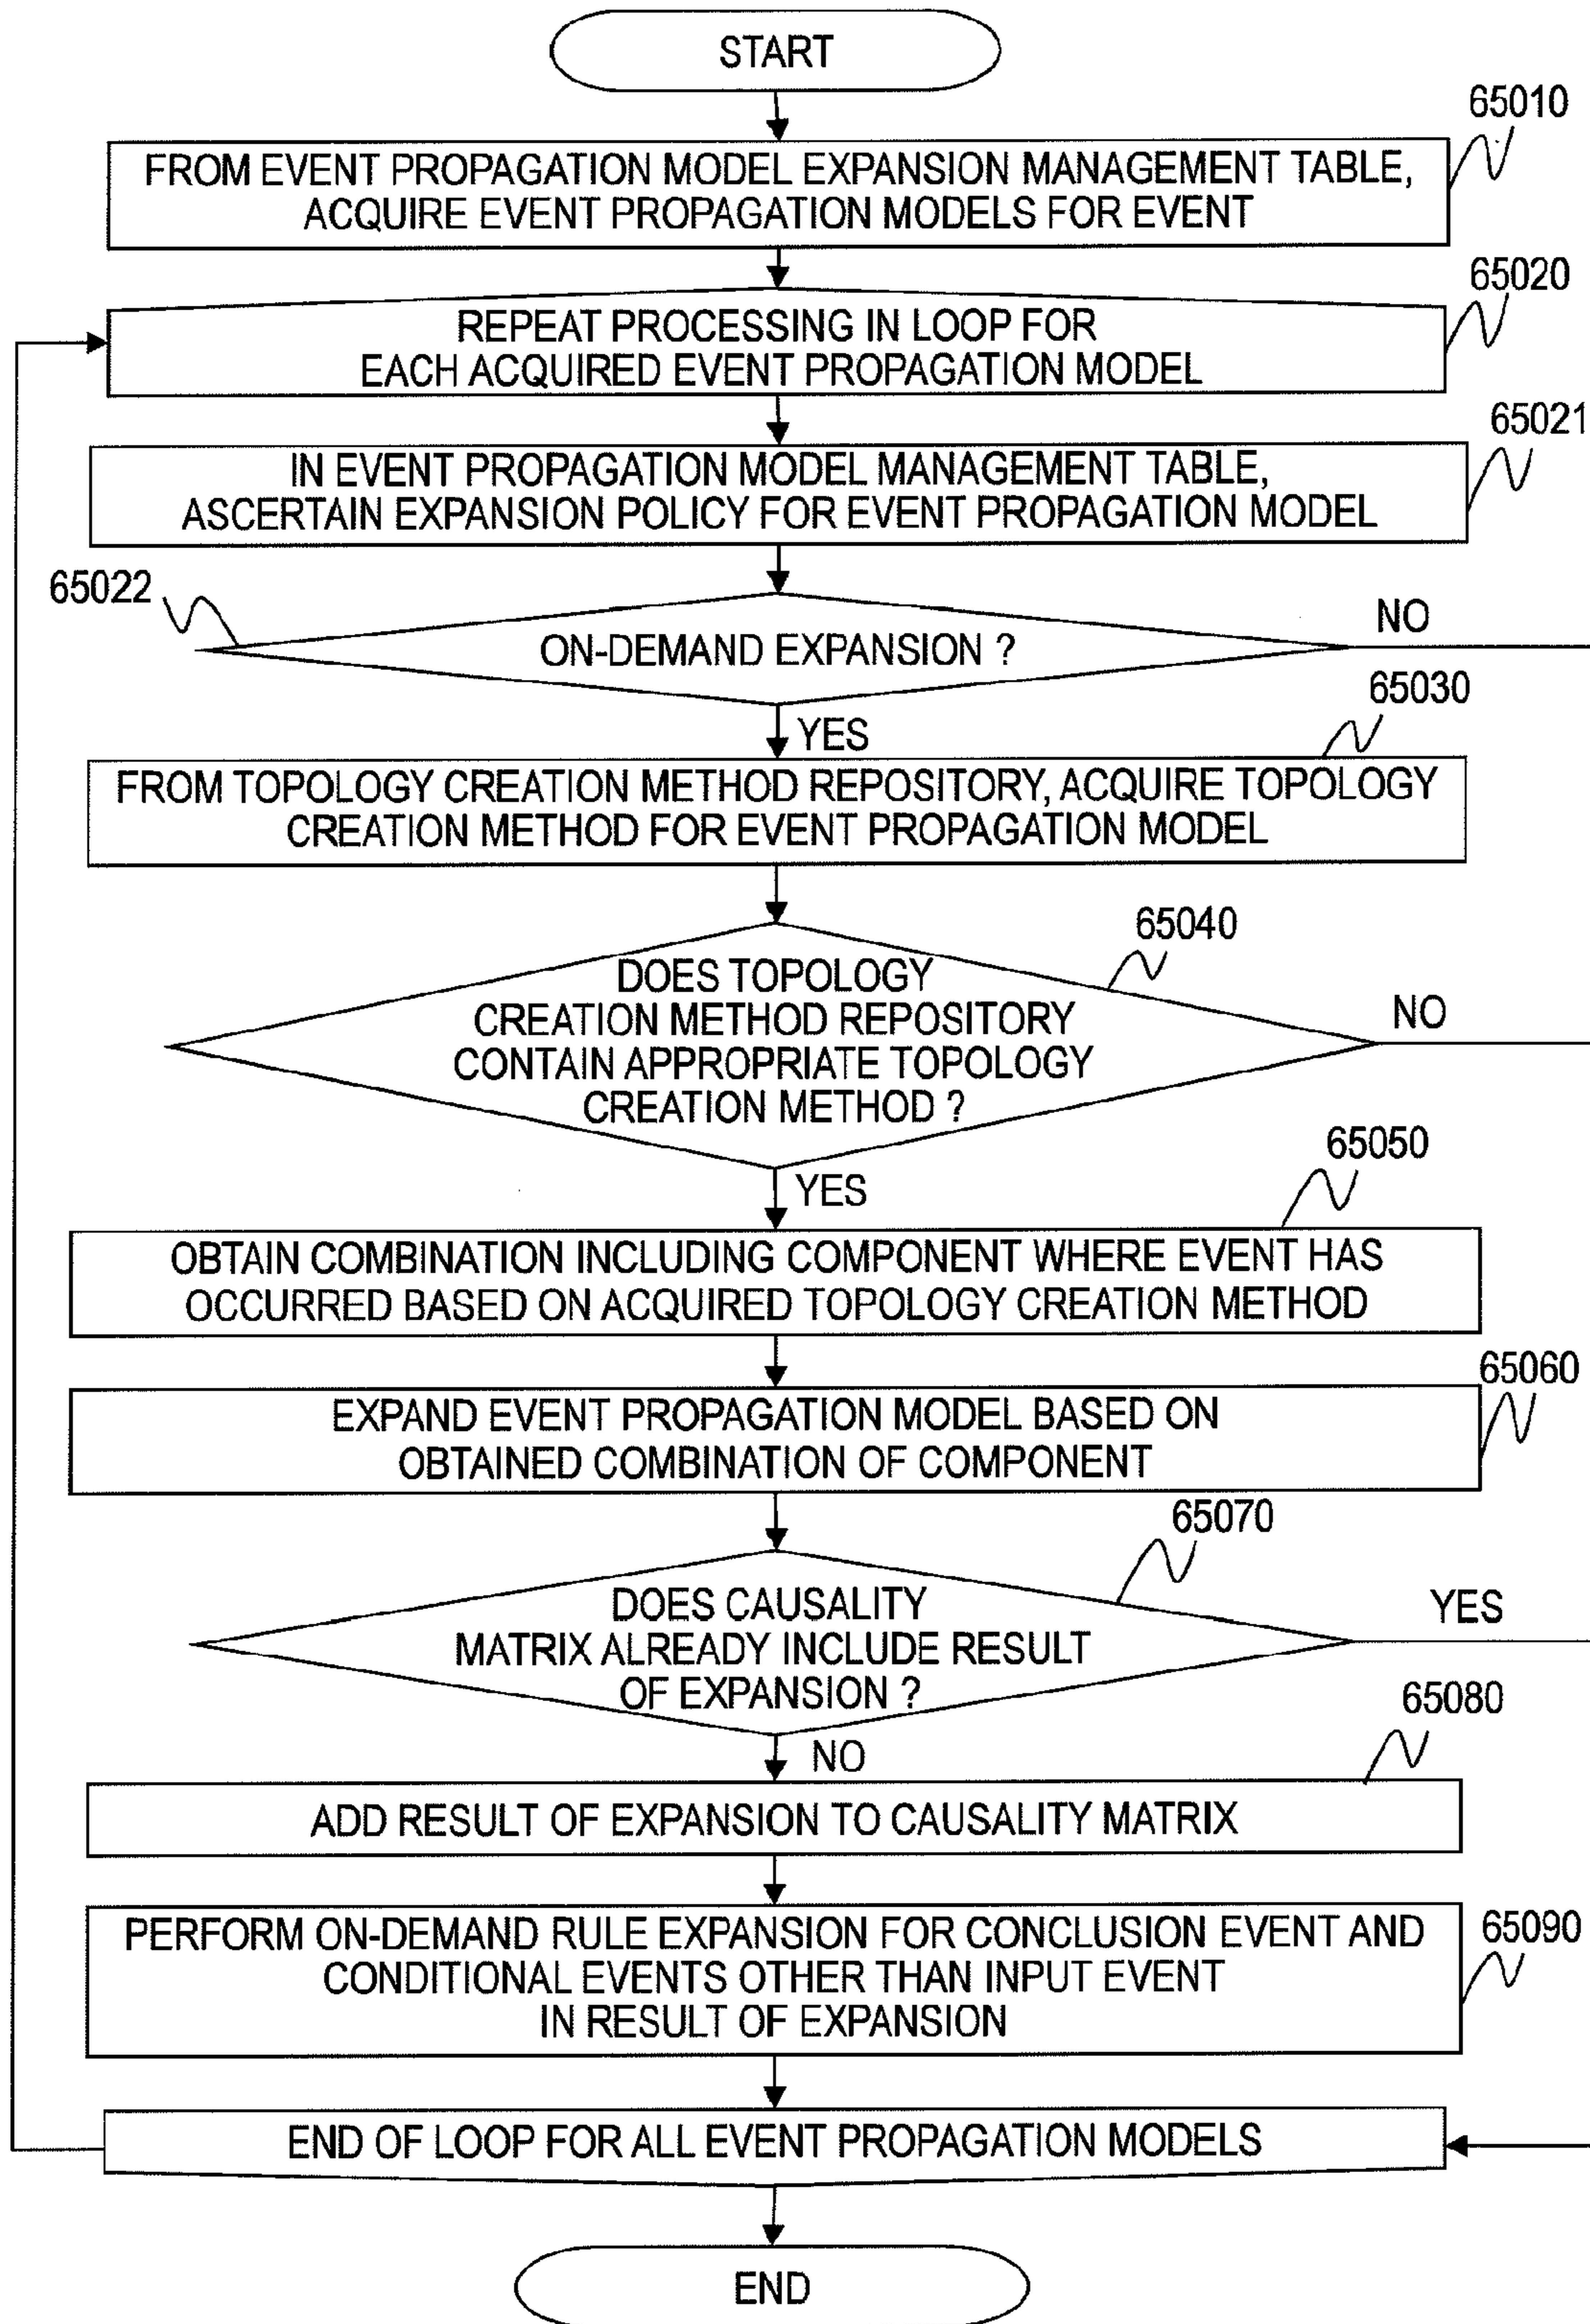 START
65010
FROM EVENT PROPAGATION MODEL EXPANSION MANAGEMENT TABLE,
ACQUIRE EVENT PROPAGATION MODELS FOR EVENT
65020
REPEAT PROCESSING IN LOOP FOR
EACH ACQUIRED EVENT PROPAGATION MODEL
65021
IN EVENT PROPAGATION MODEL MANAGEMENT TABLE,
ASCERTAIN EXPANSION POLICY FOR EVENT PROPAGATION MODEL
65022
ON-DEMAND EXPANSION ?
NO
YES
65030
FROM TOPOLOGY CREATION METHOD REPOSITORY, ACQUIRE TOPOLOGY
CREATION METHOD FOR EVENT PROPAGATION MODEL
65040
DOES TOPOLOGY
CREATION METHOD REPOSITORY
CONTAIN APPROPRIATE TOPOLOGY
CREATION METHOD ?
NO
YES
65050
OBTAIN COMBINATION INCLUDING COMPONENT WHERE EVENT HAS
OCCURRED BASED ON ACQUIRED TOPOLOGY CREATION METHOD
65060
EXPAND EVENT PROPAGATION MODEL BASED ON
OBTAINED COMBINATION OF COMPONENT
65070
DOES CAUSALITY
MATRIX ALREADY INCLUDE RESULT
OF EXPANSION ?
YES
NO
65080
ADD RESULT OF EXPANSION TO CAUSALITY MATRIX
65090
PERFORM ON-DEMAND RULE EXPANSION FOR CONCLUSION EVENT AND
CONDITIONAL EVENTS OTHER THAN INPUT EVENT
IN RESULT OF EXPANSION
END OF LOOP FOR ALL EVENT PROPAGATION MODELS
END